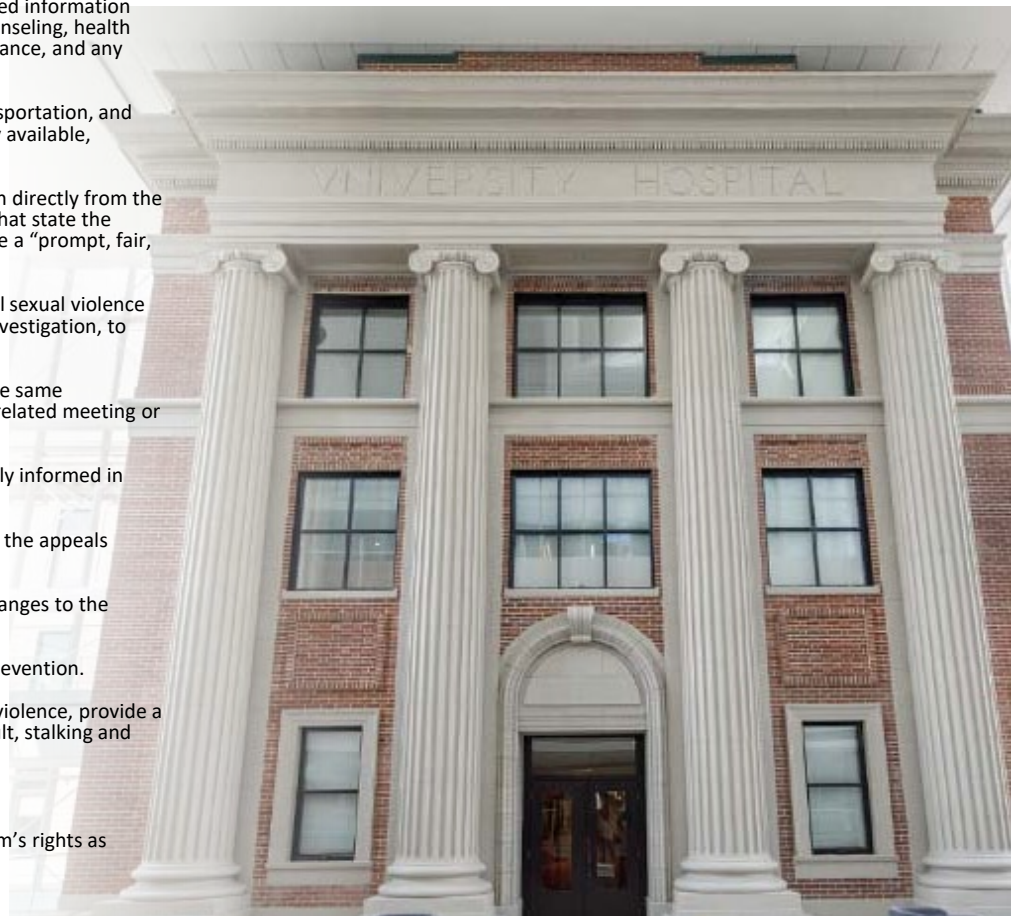 ed information
nseling, health
ance, and any
sportation, and
available,
n directly from the
hat state the
e a “prompt, fair,
l sexual violence
vestigation, to
e same
related meeting or
ly informed in
the appeals
anges to the
evention.
violence, provide a
lt, stalking and
m’s rights as
VNIVERSITY HOSPITAL